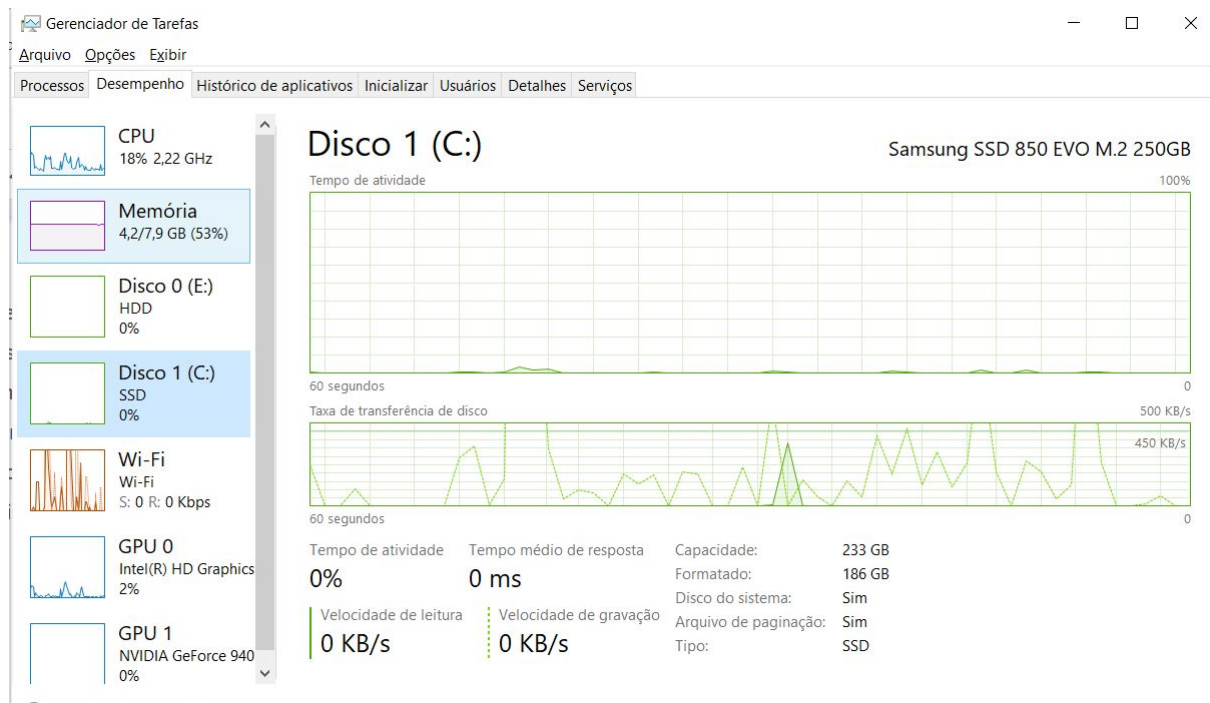 Gerenciador de Tarefas
Arquivo Opções Exibir
Processos Desempenho Histórico de aplicativos Inicializar Usuários Detalhes Serviços
CPU
18% 2,22 GHz
Memória
4,2/7,9 GB (53%)
Disco 0 (E:)
HDD
0%
Disco 1 (C:)
SSD
0%
Wi-Fi
Wi-Fi
S: 0 R: 0 Kbps
GPU 0
Intel(R) HD Graphics
2%
GPU 1
NVIDIA GeForce 940
0%
Disco 1 (C:)
Samsung SSD 850 EVO M.2 250GB
Tempo de atividade 100%
60 segundos 0
Taxa de transferência de disco 500 KB/s
450 KB/s
60 segundos 0
Tempo de atividade Tempo médio de resposta
0% 0 ms
Velocidade de leitura Velocidade de gravação
0 KB/s 0 KB/s
Capacidade: 233 GB
Formatado: 186 GB
Disco do sistema: Sim
Arquivo de paginação: Sim
Tipo: SSD